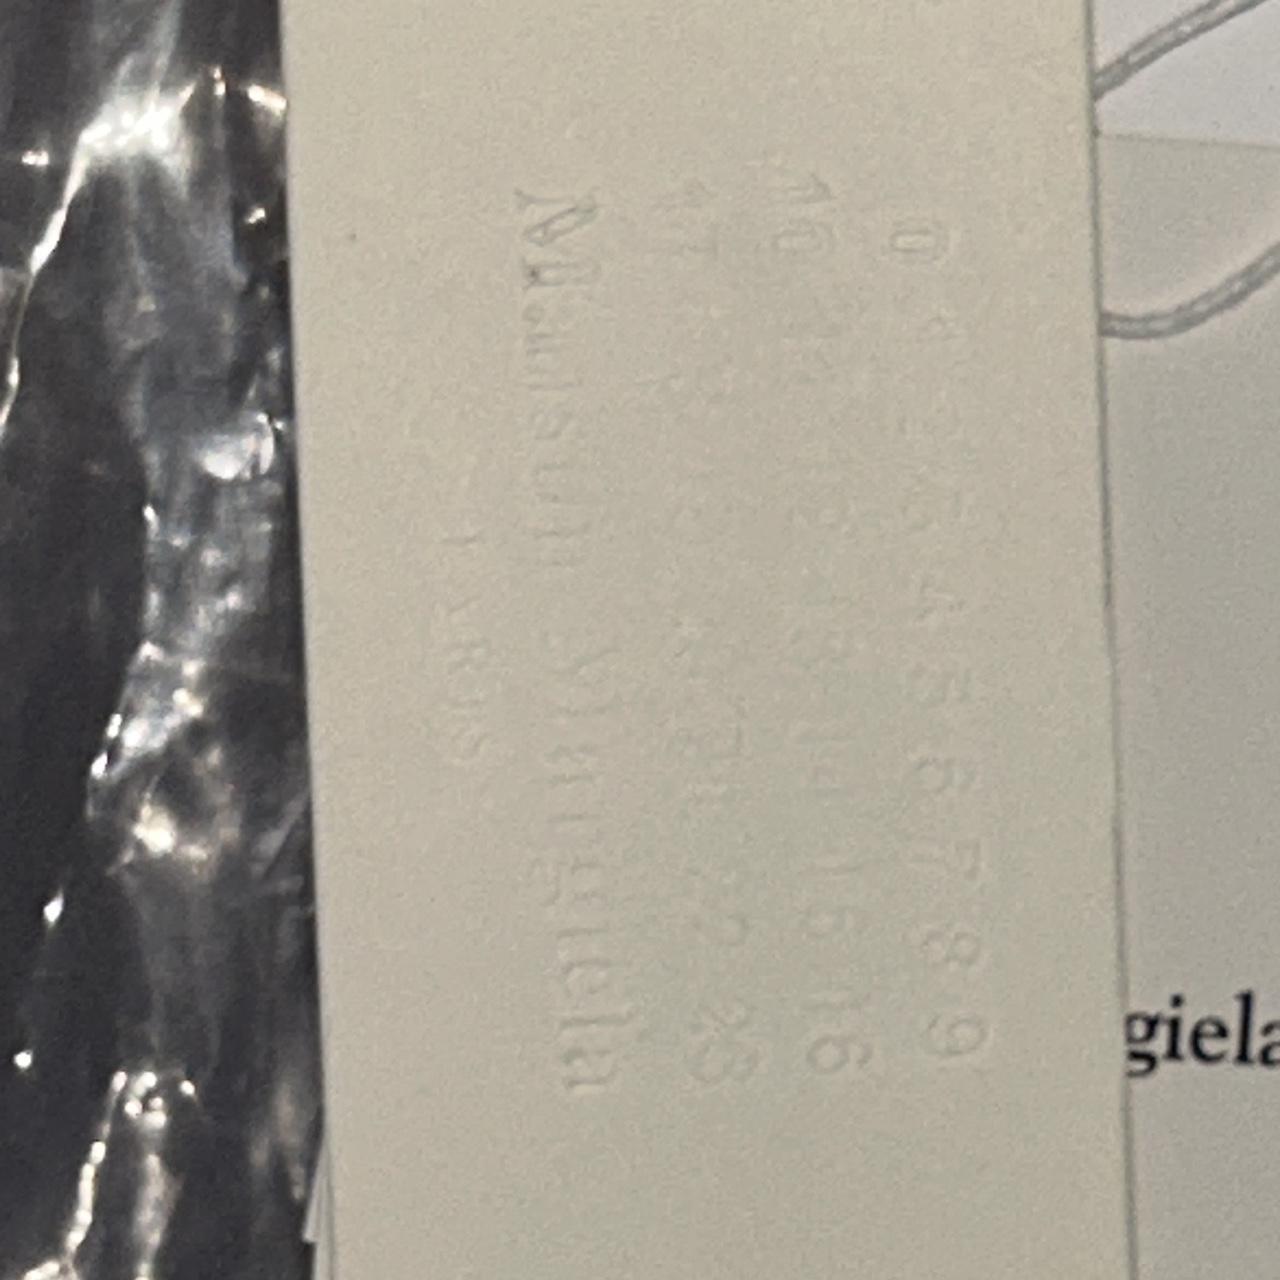 0 1 2 3 4 5 6 7 8 9
10 11 12 13 14 15 16
17 18 19 20 21 22 23
Maison Margiela
PARIS
giela